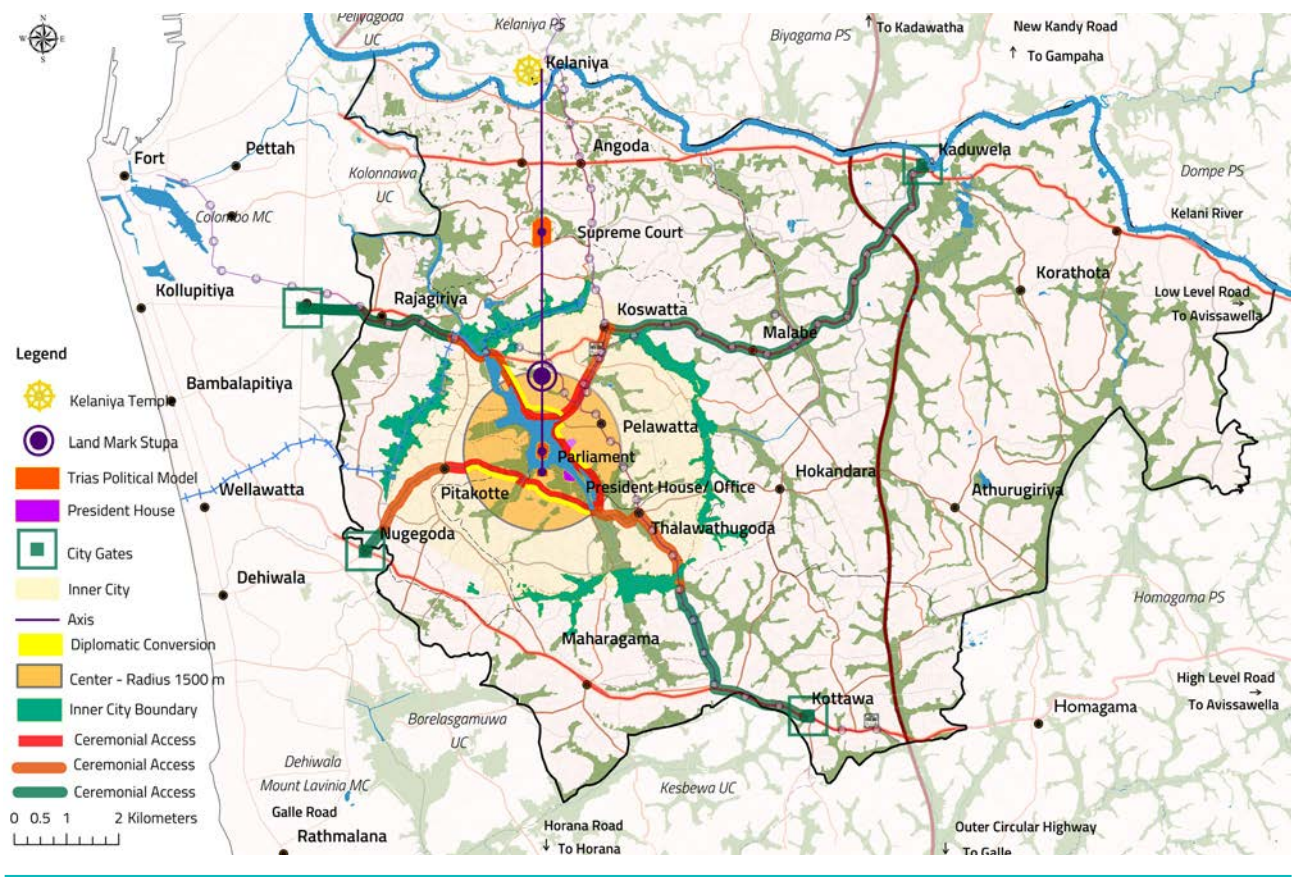 Peliyagoda
UC
Kelaniya PS
Biyagama PS
To Kadawatha
New Kandy Road
To Gampaha
W
E
S
Kelaniya
Fort
Pettah
Kolonnawa
UC
Angoda
Kaduwela
Dompe PS
Colombo MC
Kelani River
Supreme Court
Kollupitiya
Rajagiriya
Koswatta
Malabe
Korathota
Low Level Road
To Avissawella
Bambalapitiya
Pelawatta
Parliament
Hokandara
Wellawatta
Pitakotte
President House/ Office
Athurugiriya
Nugegoda
Thalawathugoda
Dehiwala
Homagama PS
Maharagama
Kottawa
High Level Road
To Avissawella
Homagama
Borelasgamuwa
UC
Dehiwala
Mount Lavinia MC
Kesbewa UC
Galle Road
Rathmalana
Horana Road
To Horana
Outer Circular Highway
To Galle
Legend
Kelaniya Temple
Land Mark Stupa
Trias Political Model
President House
City Gates
Inner City
Axis
Diplomatic Conversion
Center - Radius 1500 m
Inner City Boundary
Ceremonial Access
Ceremonial Access
Ceremonial Access
0 0.5 1 2 Kilometers